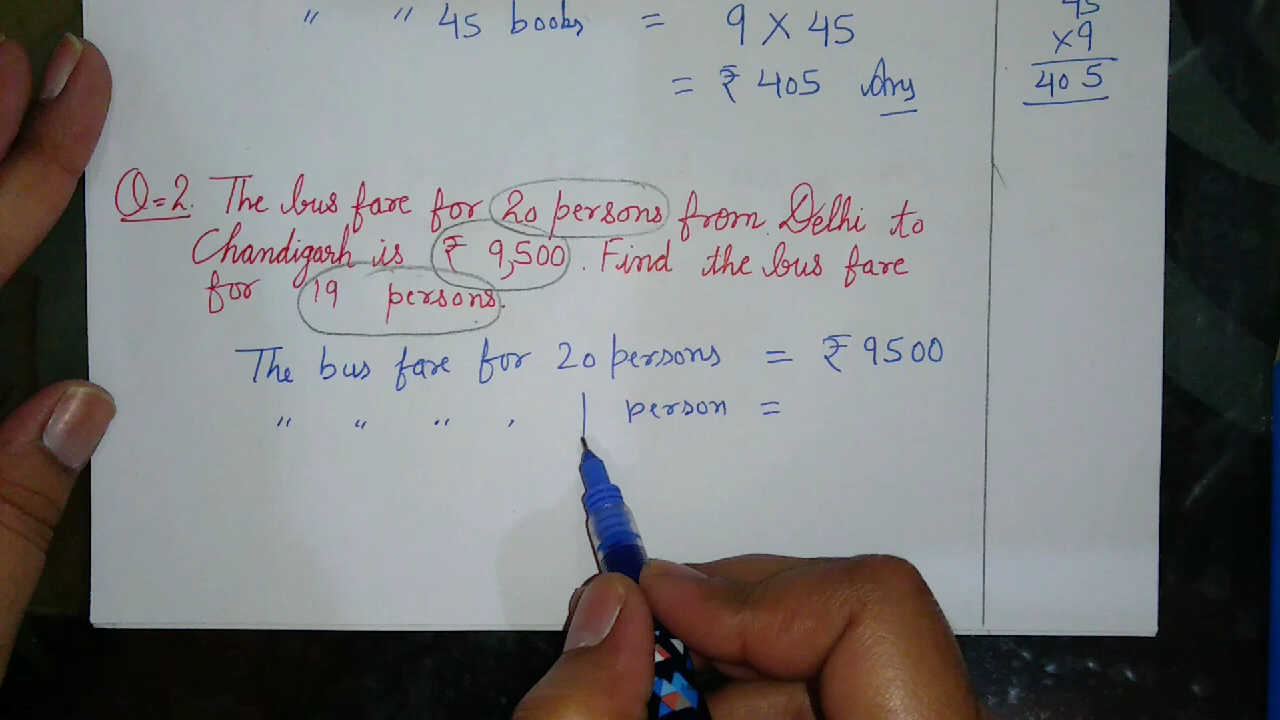 " " 45 books = 9 X 45
= ₹ 405 Ans
45
x9
405
Q=2. The bus fare for 20 persons from Delhi to
Chandigarh is ₹ 9,500. Find the bus fare
for 19 persons.
The bus fare for 20 persons = ₹ 9500
" " " , 1 person =